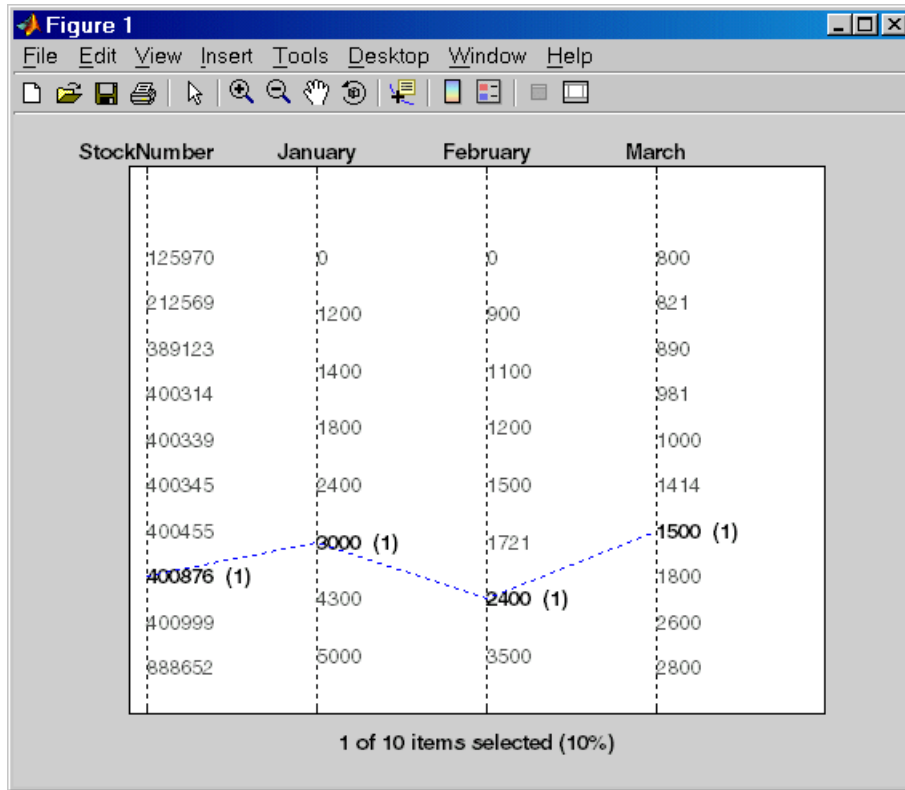 Figure 1
File Edit View Insert Tools Desktop Window Help
StockNumber January February March
125970 0 0 800
212569 1200 900 821
389123 1400 1100 890
400314 1800 1200 981
400339 2400 1500 1000
400345 3000 (1) 1721 1414
400455 4300 2400 (1) 1500 (1)
400876 (1) 5000 3500 1800
400999 2600
888652 2800
1 of 10 items selected (10%)